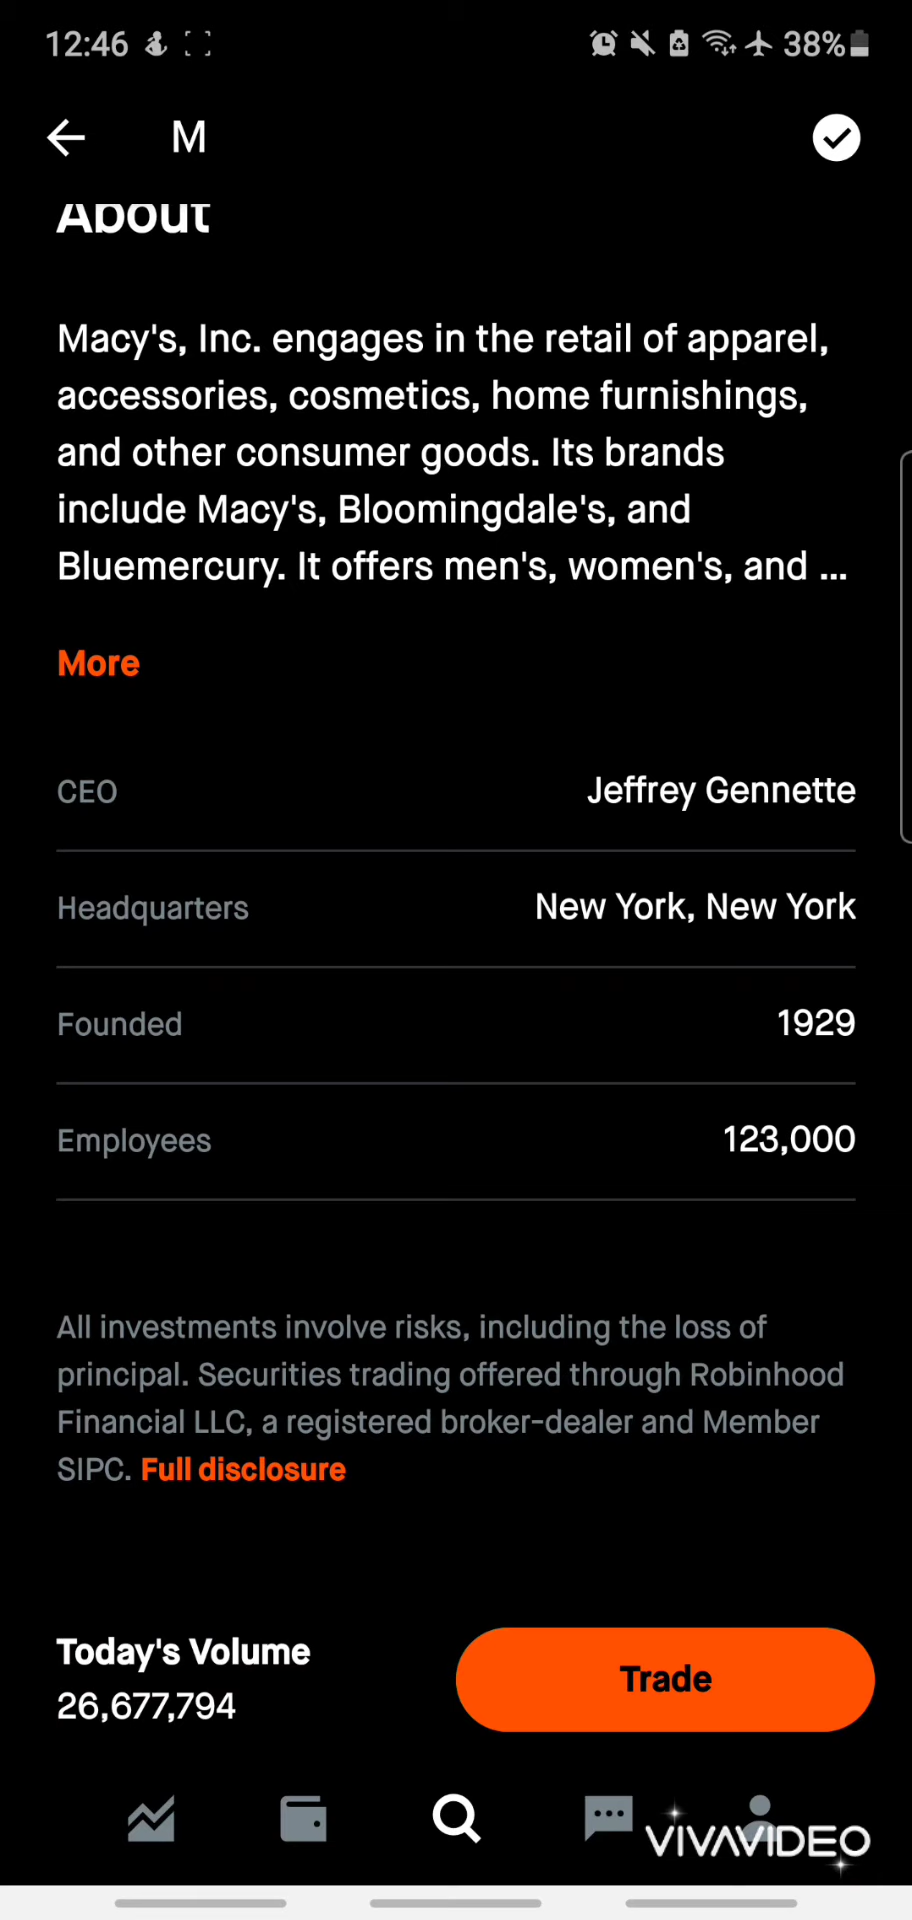 12:46 38%
M
About
Macy's, Inc. engages in the retail of apparel,
accessories, cosmetics, home furnishings,
and other consumer goods. Its brands
include Macy's, Bloomingdale's, and
Bluemercury. It offers men's, women's, and ...
More
CEO Jeffrey Gennette
Headquarters New York, New York
Founded 1929
Employees 123,000
All investments involve risks, including the loss of
principal. Securities trading offered through Robinhood
Financial LLC, a registered broker-dealer and Member
SIPC. Full disclosure
Today's Volume
26,677,794
Trade
VIVAVIDEO